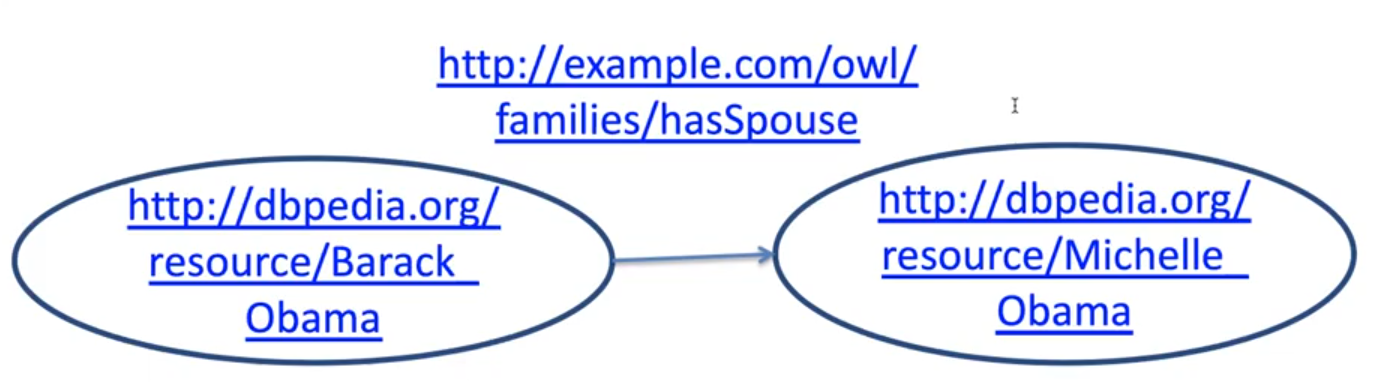 http://example.com/owl/
families/hasSpouse
http://dbpedia.org/
resource/Barack_
Obama
http://dbpedia.org/
resource/Michelle_
Obama